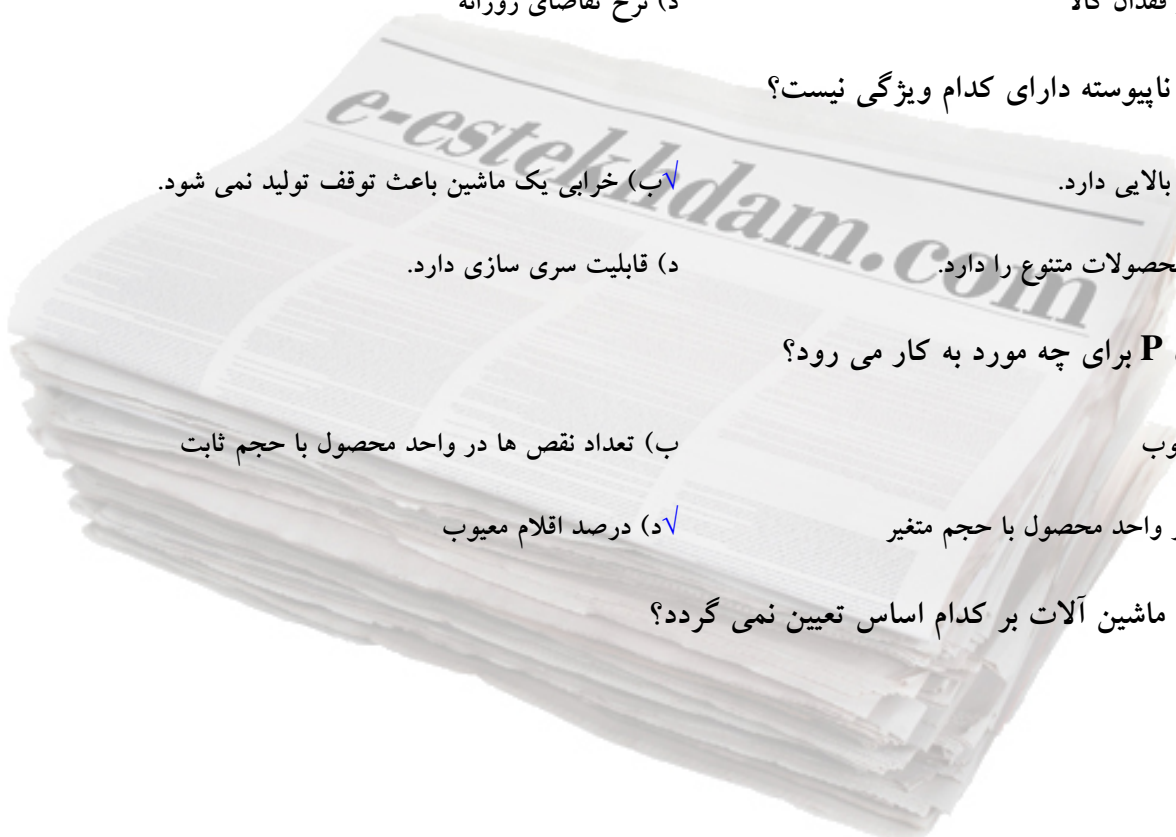 فقدان کالا د) نرخ تقاضای روزانه
ناپیوسته دارای کدام ویژگی نیست؟
e-estekhdam.com
بالایی دارد. √ب) خرابی یک ماشین باعث توقف تولید نمی شود.
محصولات متنوع را دارد. د) قابلیت سری سازی دارد.
P برای چه مورد به کار می رود؟
ب) تعداد نقص ها در واحد محصول با حجم ثابت
واحد محصول با حجم متغیر √د) درصد اقلام معیوب
ماشین آلات بر کدام اساس تعیین نمی گردد؟